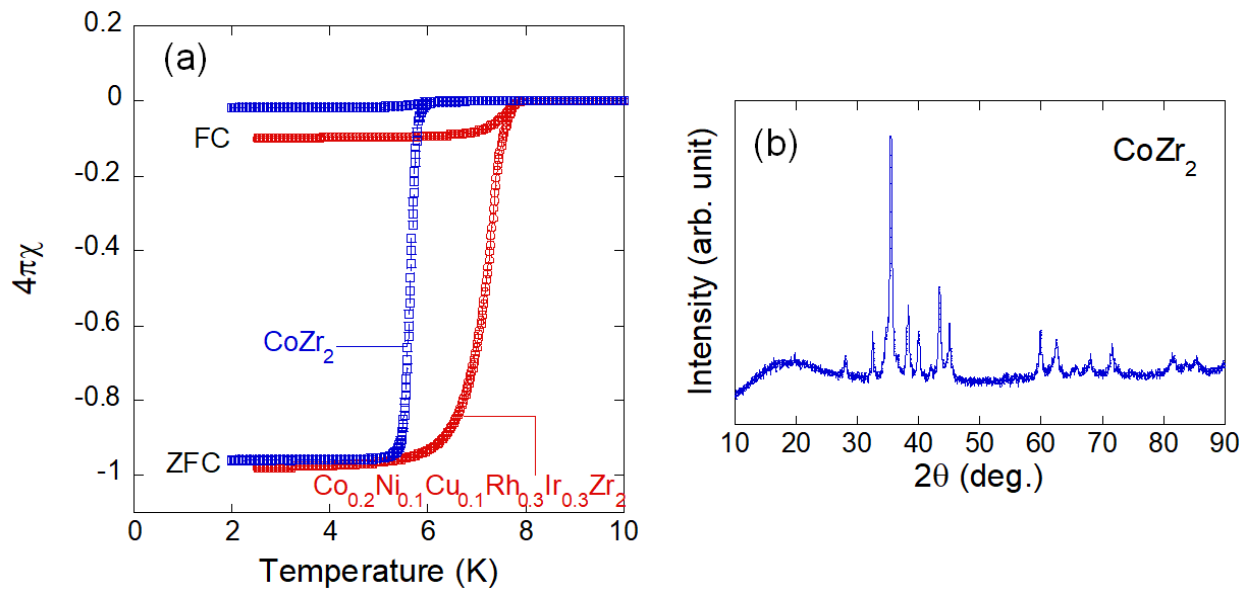 (a)
0.2
0
-0.2
-0.4
-0.6
-0.8
-1
4πχ
FC
ZFC
CoZr2
Co0.2Ni0.1Cu0.1Rh0.3Ir0.3Zr2
0 2 4 6 8 10
Temperature (K)
(b)
CoZr2
Intensity (arb. unit)
10 20 30 40 50 60 70 80 90
2θ (deg.)